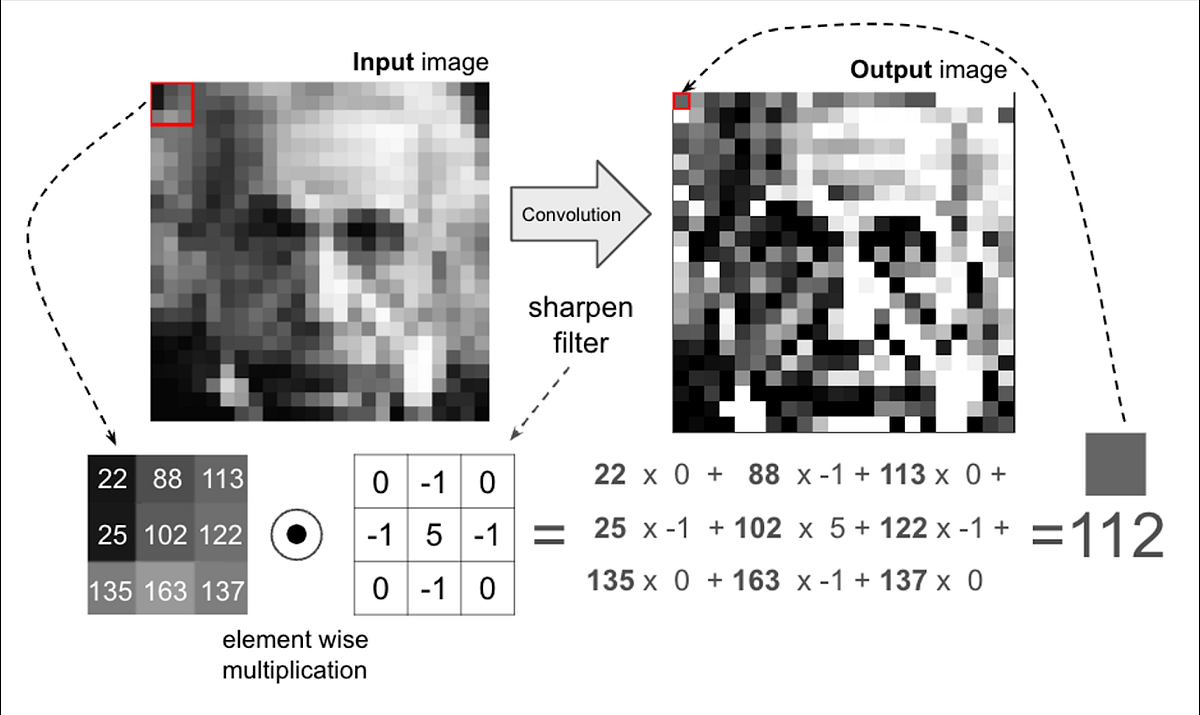 Input image
Output image
Convolution
sharpen
filter
22 88 113
25 102 122
135 163 137
0 -1 0
-1 5 -1
0 -1 0
=
22 x 0 + 88 x -1 + 113 x 0 +
25 x -1 + 102 x 5 + 122 x -1 +
135 x 0 + 163 x -1 + 137 x 0
=112
element wise
multiplication